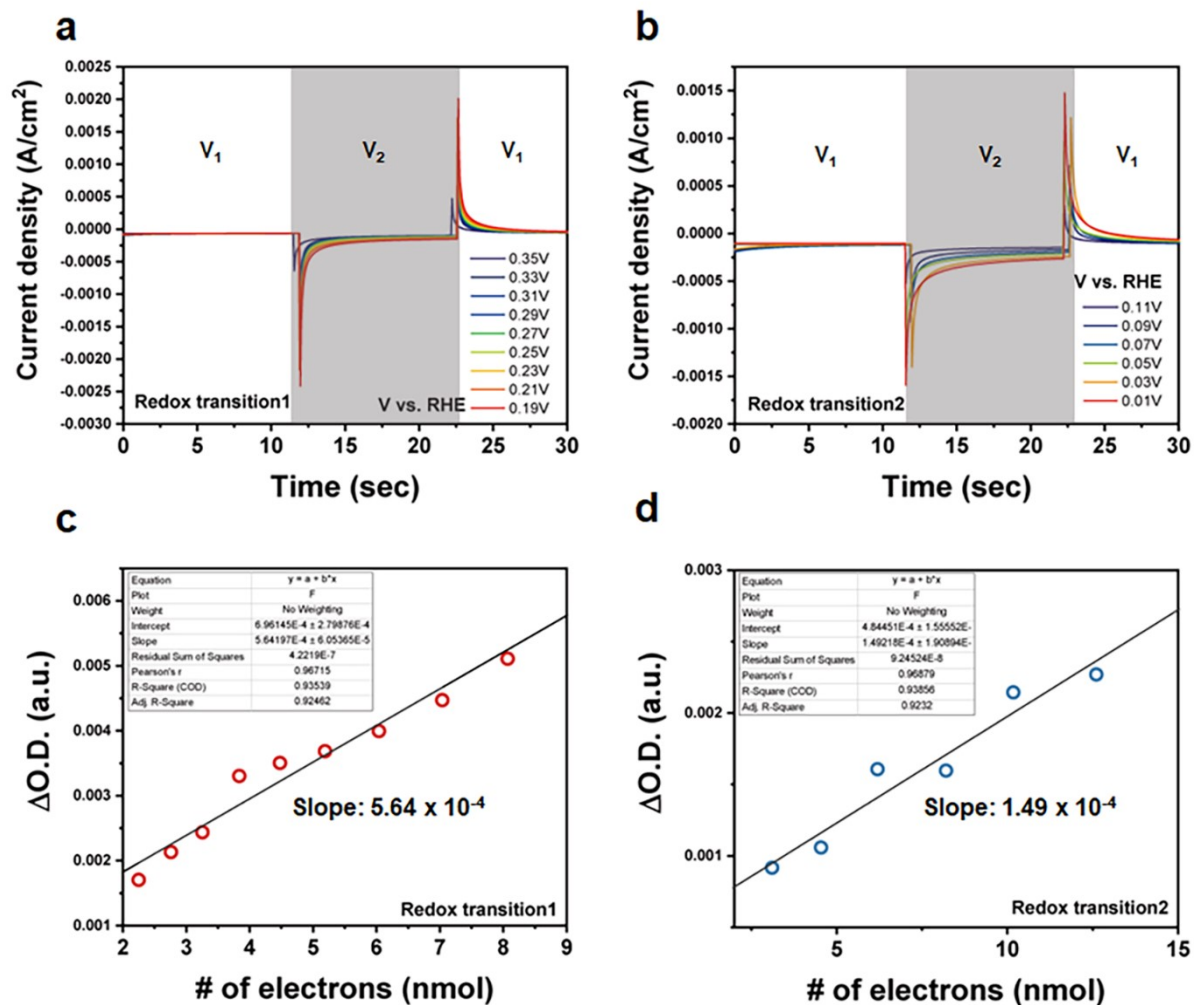 a
0.0025
0.0020
0.0015
0.0010
0.0005
0.0000
-0.0005
-0.0010
-0.0015
-0.0020
-0.0025
-0.0030
Current density (A/cm²)
V₁
V₂
V₁
0.35V
0.33V
0.31V
0.29V
0.27V
0.25V
0.23V
0.21V
0.19V
Redox transition1
V vs. RHE
0
5
10
15
20
25
30
Time (sec)
b
0.0015
0.0010
0.0005
0.0000
-0.0005
-0.0010
-0.0015
-0.0020
Current density (A/cm²)
V₁
V₂
V₁
V vs. RHE
0.11V
0.09V
0.07V
0.05V
0.03V
0.01V
Redox transition2
0
5
10
15
20
25
30
Time (sec)
c
0.006
0.005
0.004
0.003
0.002
0.001
ΔO.D. (a.u.)
Equation y = a + b*x
Plot F
Weight No Weighting
Intercept 6.96145E-4 ± 2.79876E-4
Slope 5.64197E-4 ± 6.05365E-5
Residual Sum of Squares 4.2219E-7
Pearson's r 0.96715
R-Square (COD) 0.93539
Adj. R-Square 0.92462
Slope: 5.64 x 10⁻⁴
Redox transition1
2
3
4
5
6
7
8
9
# of electrons (nmol)
d
0.003
0.002
0.001
ΔO.D. (a.u.)
Equation y = a + b*x
Plot F
Weight No Weighting
Intercept 4.84451E-4 ± 1.55552E-
Slope 1.49218E-4 ± 1.90894E-
Residual Sum of Squares 9.24524E-8
Pearson's r 0.96879
R-Square (COD) 0.93856
Adj. R-Square 0.9232
Slope: 1.49 x 10⁻⁴
Redox transition2
5
10
15
# of electrons (nmol)